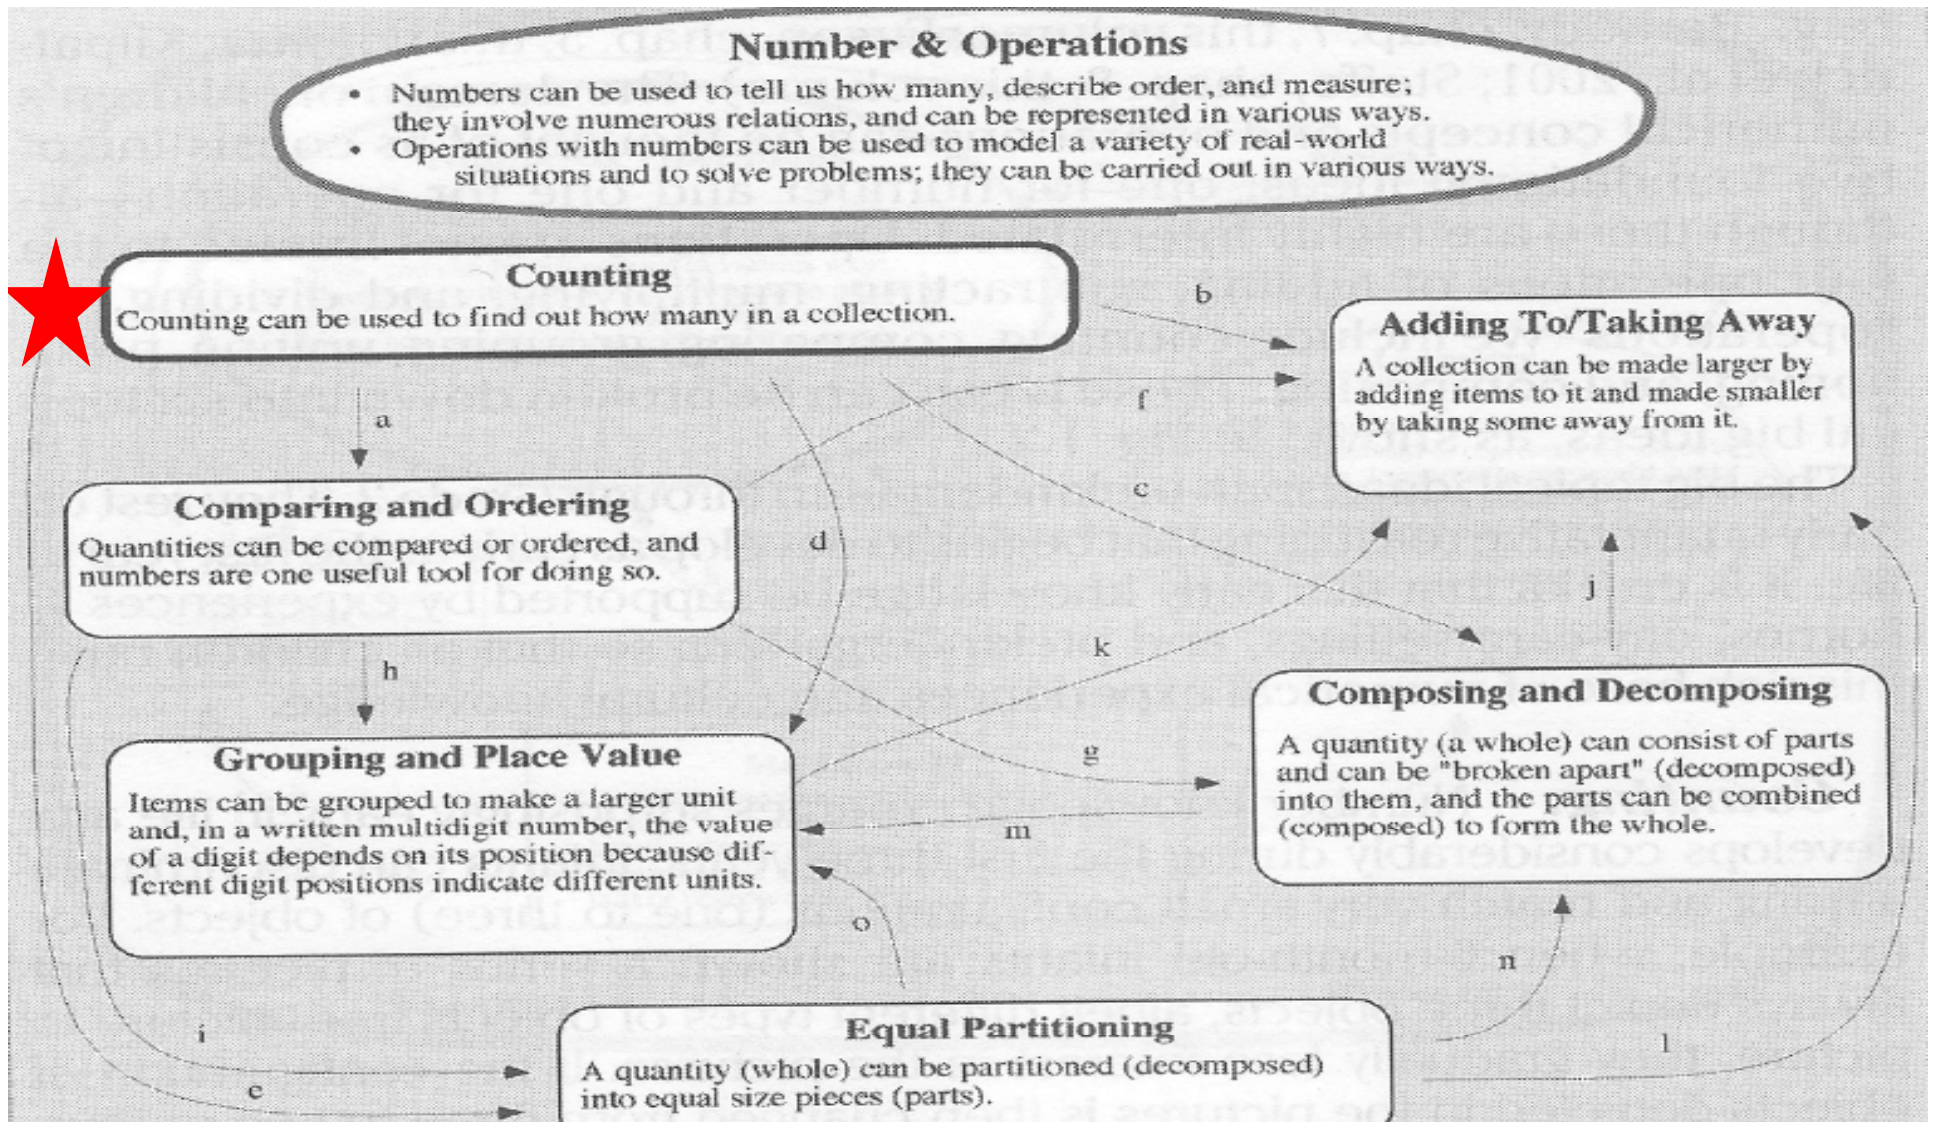 Number & Operations
• Numbers can be used to tell us how many, describe order, and measure;
they involve numerous relations, and can be represented in various ways.
• Operations with numbers can be used to model a variety of real-world
situations and to solve problems; they can be carried out in various ways.
Counting
Counting can be used to find out how many in a collection.
b
Adding To/Taking Away
A collection can be made larger by
adding items to it and made smaller
by taking some away from it.
a
f
c
Comparing and Ordering
Quantities can be compared or ordered, and
numbers are one useful tool for doing so.
d
j
h
k
g
Composing and Decomposing
A quantity (a whole) can consist of parts
and can be "broken apart" (decomposed)
into them, and the parts can be combined
(composed) to form the whole.
Grouping and Place Value
Items can be grouped to make a larger unit
and, in a written multidigit number, the value
of a digit depends on its position because dif-
ferent digit positions indicate different units.
m
o
n
l
i
e
Equal Partitioning
A quantity (whole) can be partitioned (decomposed)
into equal size pieces (parts).